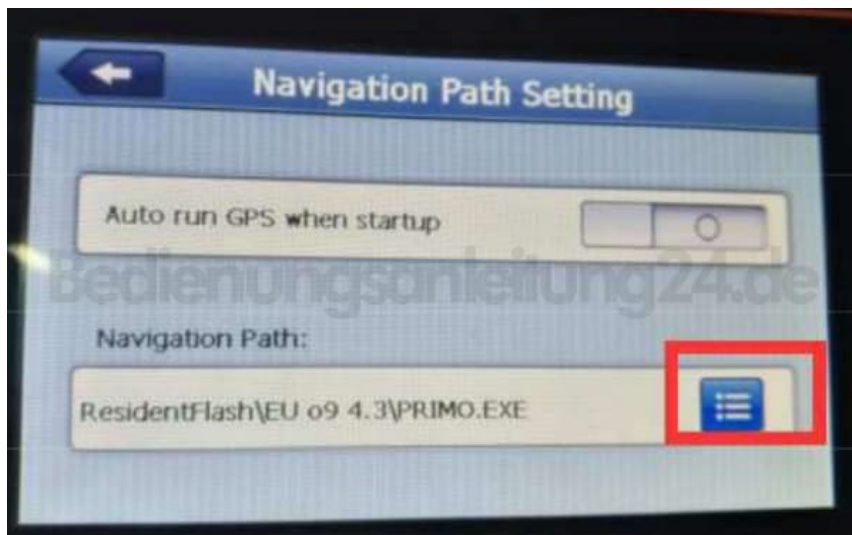 Navigation Path Setting
Auto run GPS when startup
Bedienungsanleitung24.de
Navigation Path:
ResidentFlash\EU o9 4.3\PRIMO.EXE